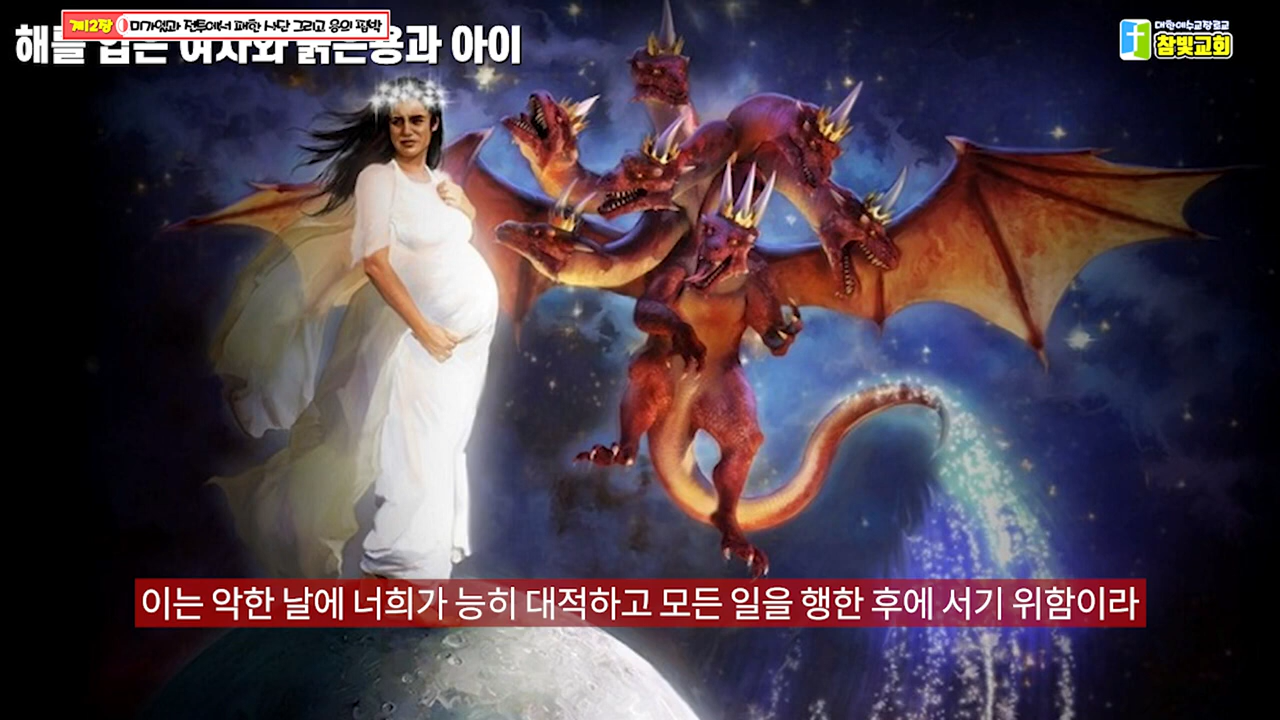 제2장 미가엘과 전투에서 패한 사단 그리고 용의 핍박
해를 입은 여자와 붉은용과 아이
대한예수교장로교
참빛교회
이는 악한 날에 너희가 능히 대적하고 모든 일을 행한 후에 서기 위함이라